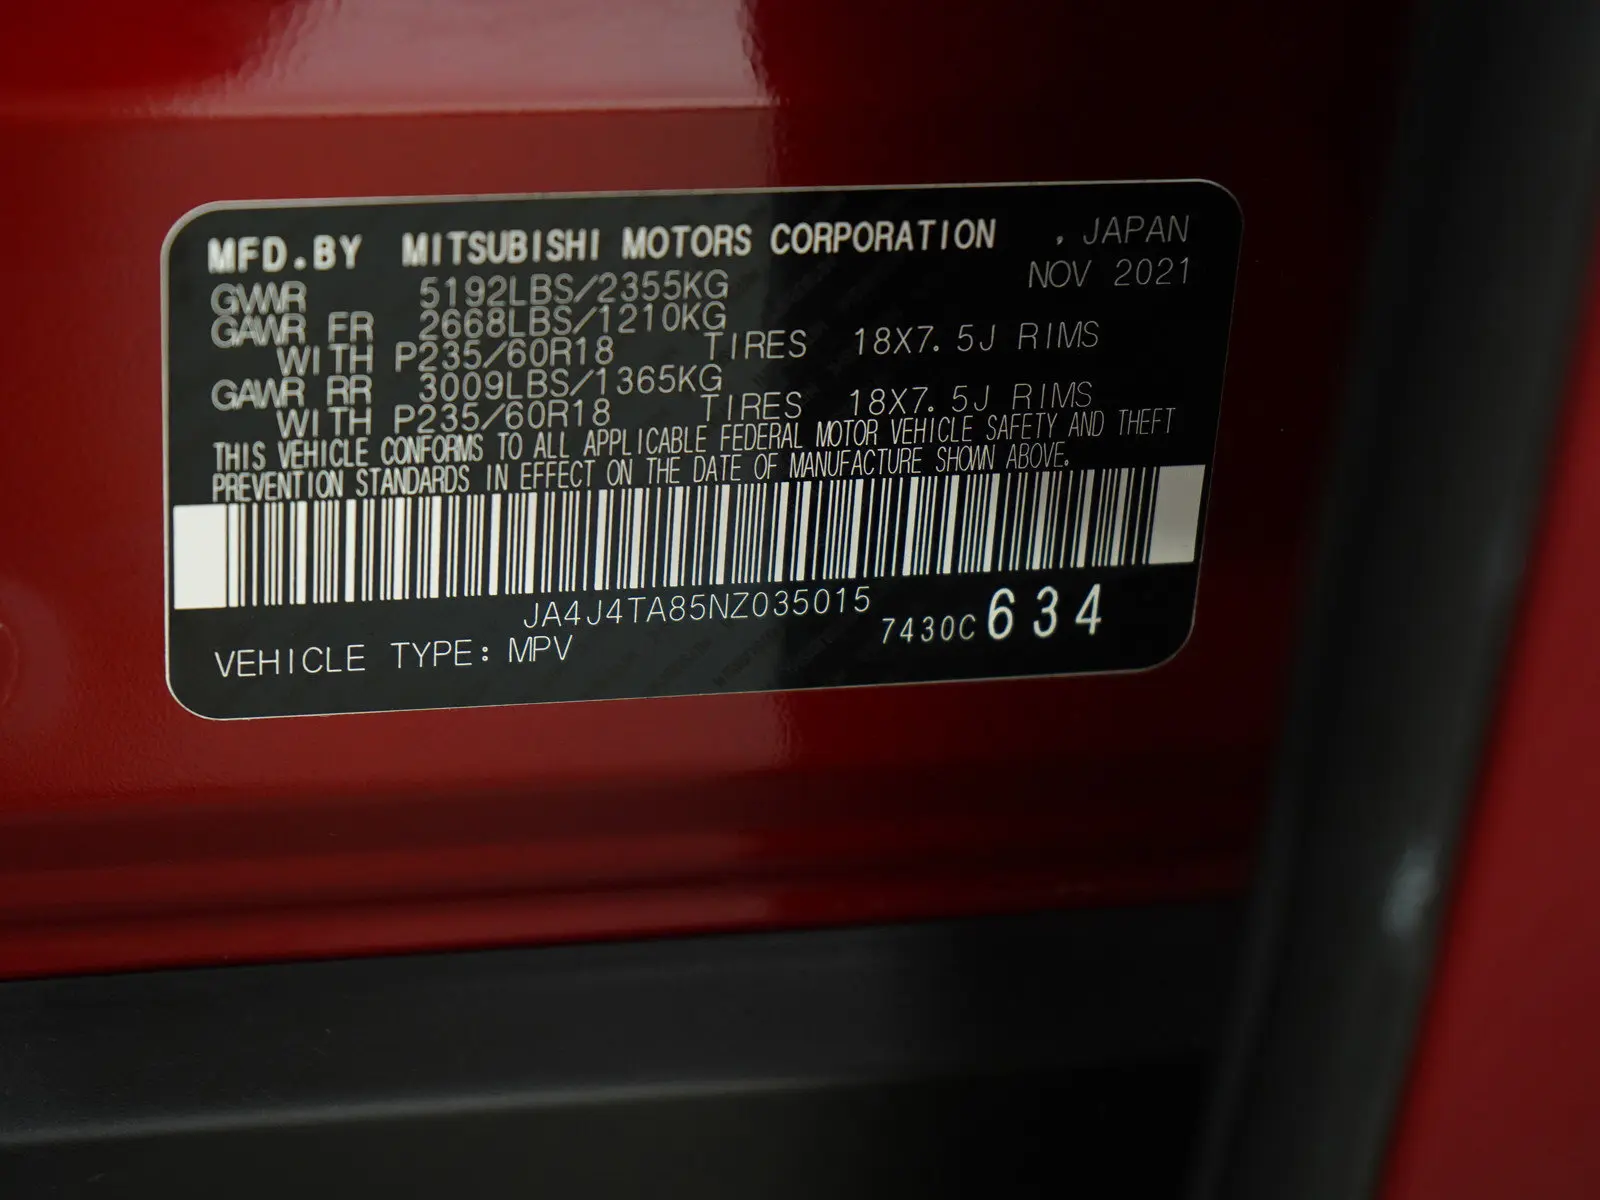 MFD.BY MITSUBISHI MOTORS CORPORATION , JAPAN
GVWR 5192LBS/2355KG NOV 2021
GAWR FR 2668LBS/1210KG
WITH P235/60R18 TIRES 18X7.5J RIMS
GAWR RR 3009LBS/1365KG
WITH P235/60R18 TIRES 18X7.5J RIMS
THIS VEHICLE CONFORMS TO ALL APPLICABLE FEDERAL MOTOR VEHICLE SAFETY AND THEFT
PREVENTION STANDARDS IN EFFECT ON THE DATE OF MANUFACTURE SHOWN ABOVE.
JA4J4TA85NZ035015
7430C 634
VEHICLE TYPE: MPV